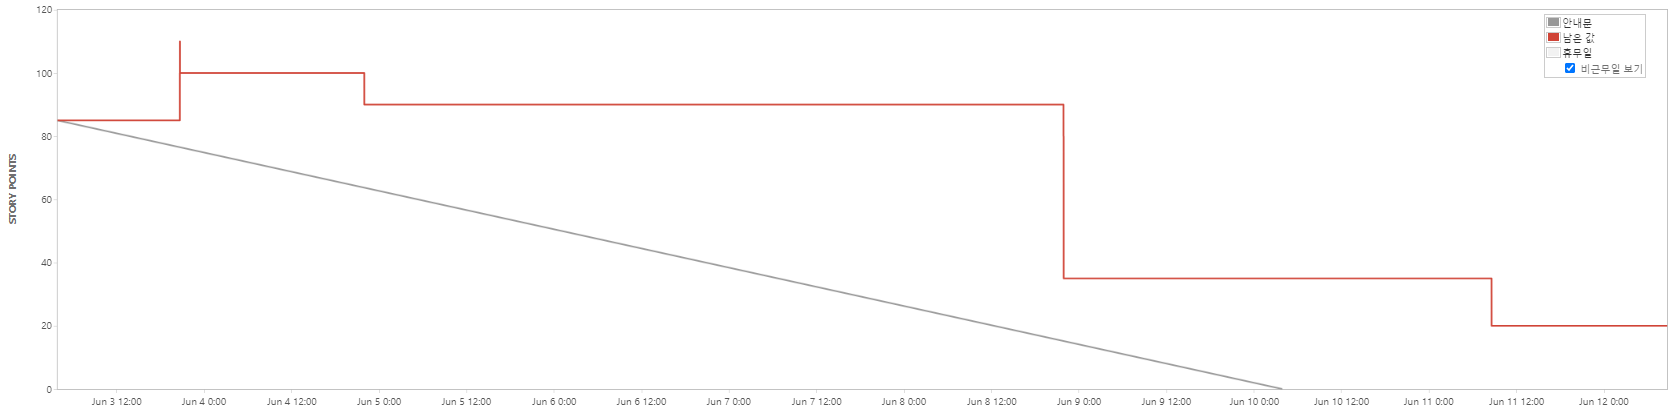 120
100
80
60
40
20
0
STORY POINTS
안내문
남은 값
휴무일
비근무일 보기
Jun 3 12:00
Jun 4 0:00
Jun 4 12:00
Jun 5 0:00
Jun 5 12:00
Jun 6 0:00
Jun 6 12:00
Jun 7 0:00
Jun 7 12:00
Jun 8 0:00
Jun 8 12:00
Jun 9 0:00
Jun 9 12:00
Jun 10 0:00
Jun 10 12:00
Jun 11 0:00
Jun 11 12:00
Jun 12 0:00